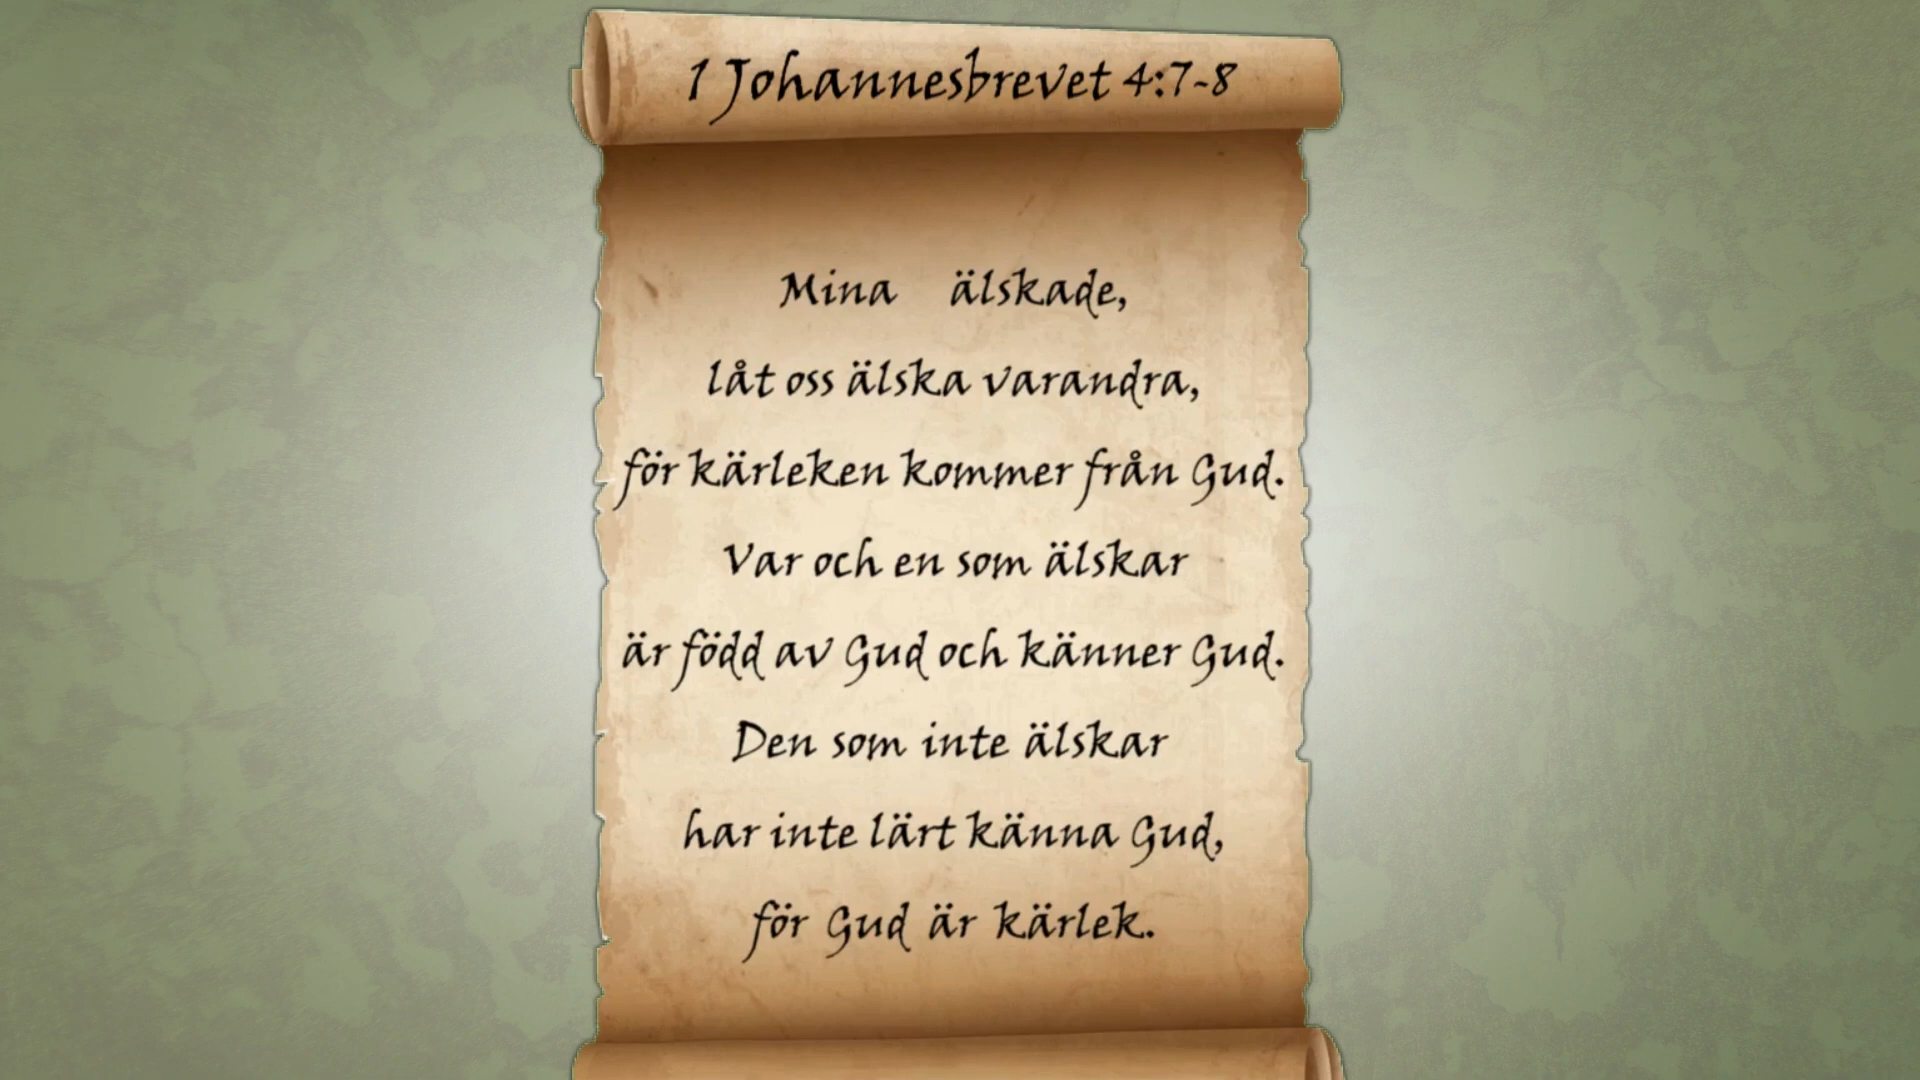 1 Johannesbrevet 4:7-8
Mina älskade,
låt oss älska varandra,
för kärleken kommer från Gud.
Var och en som älskar
är född av Gud och känner Gud.
Den som inte älskar
har inte lärt känna Gud,
för Gud är kärlek.